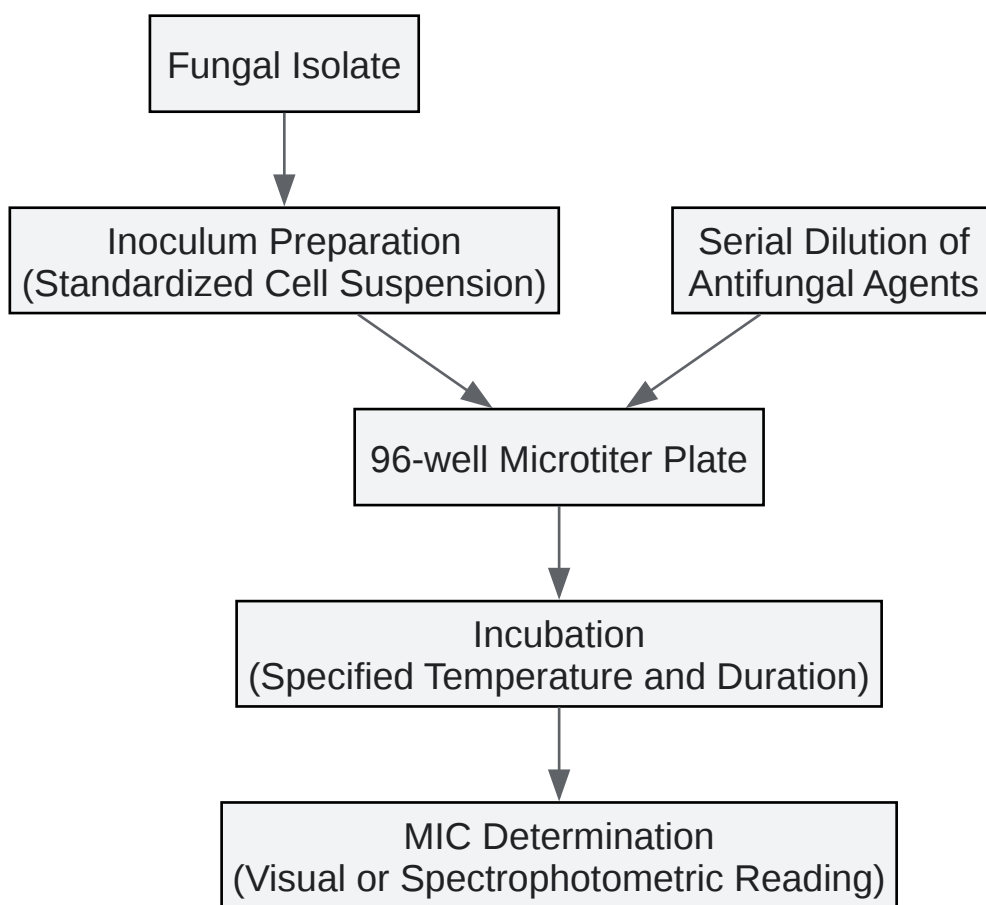 Fungal Isolate
Inoculum Preparation
(Standardized Cell Suspension)
Serial Dilution of
Antifungal Agents
96-well Microtiter Plate
Incubation
(Specified Temperature and Duration)
MIC Determination
(Visual or Spectrophotometric Reading)